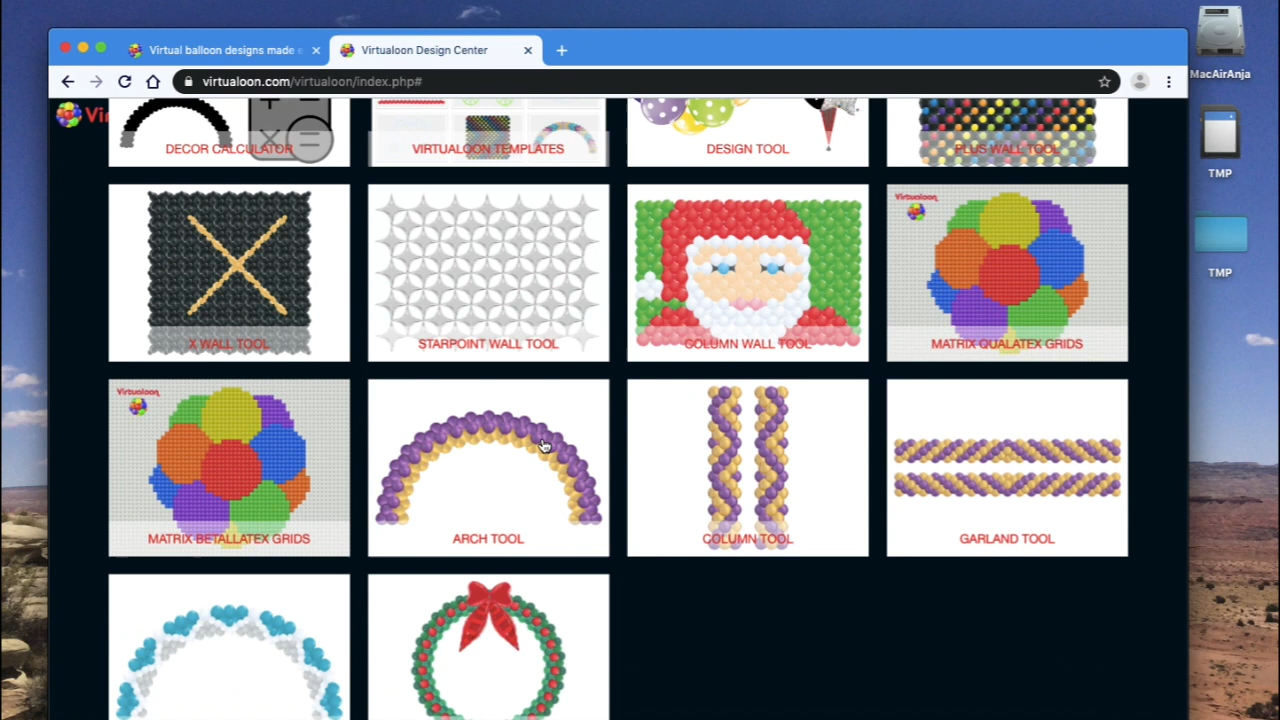 Virtual balloon designs made e
Virtualoon Design Center
virtualoon.com/virtualoon/index.php#
MacAirAnja
Vir
DECOR CALCULATOR
VIRTUALOON TEMPLATES
DESIGN TOOL
PLUS WALL TOOL
TMP
X WALL TOOL
STARPOINT WALL TOOL
COLUMN WALL TOOL
Virtualoon
MATRIX QUALATEX GRIDS
TMP
Virtualoon
MATRIX BETALLATEX GRIDS
ARCH TOOL
COLUMN TOOL
GARLAND TOOL